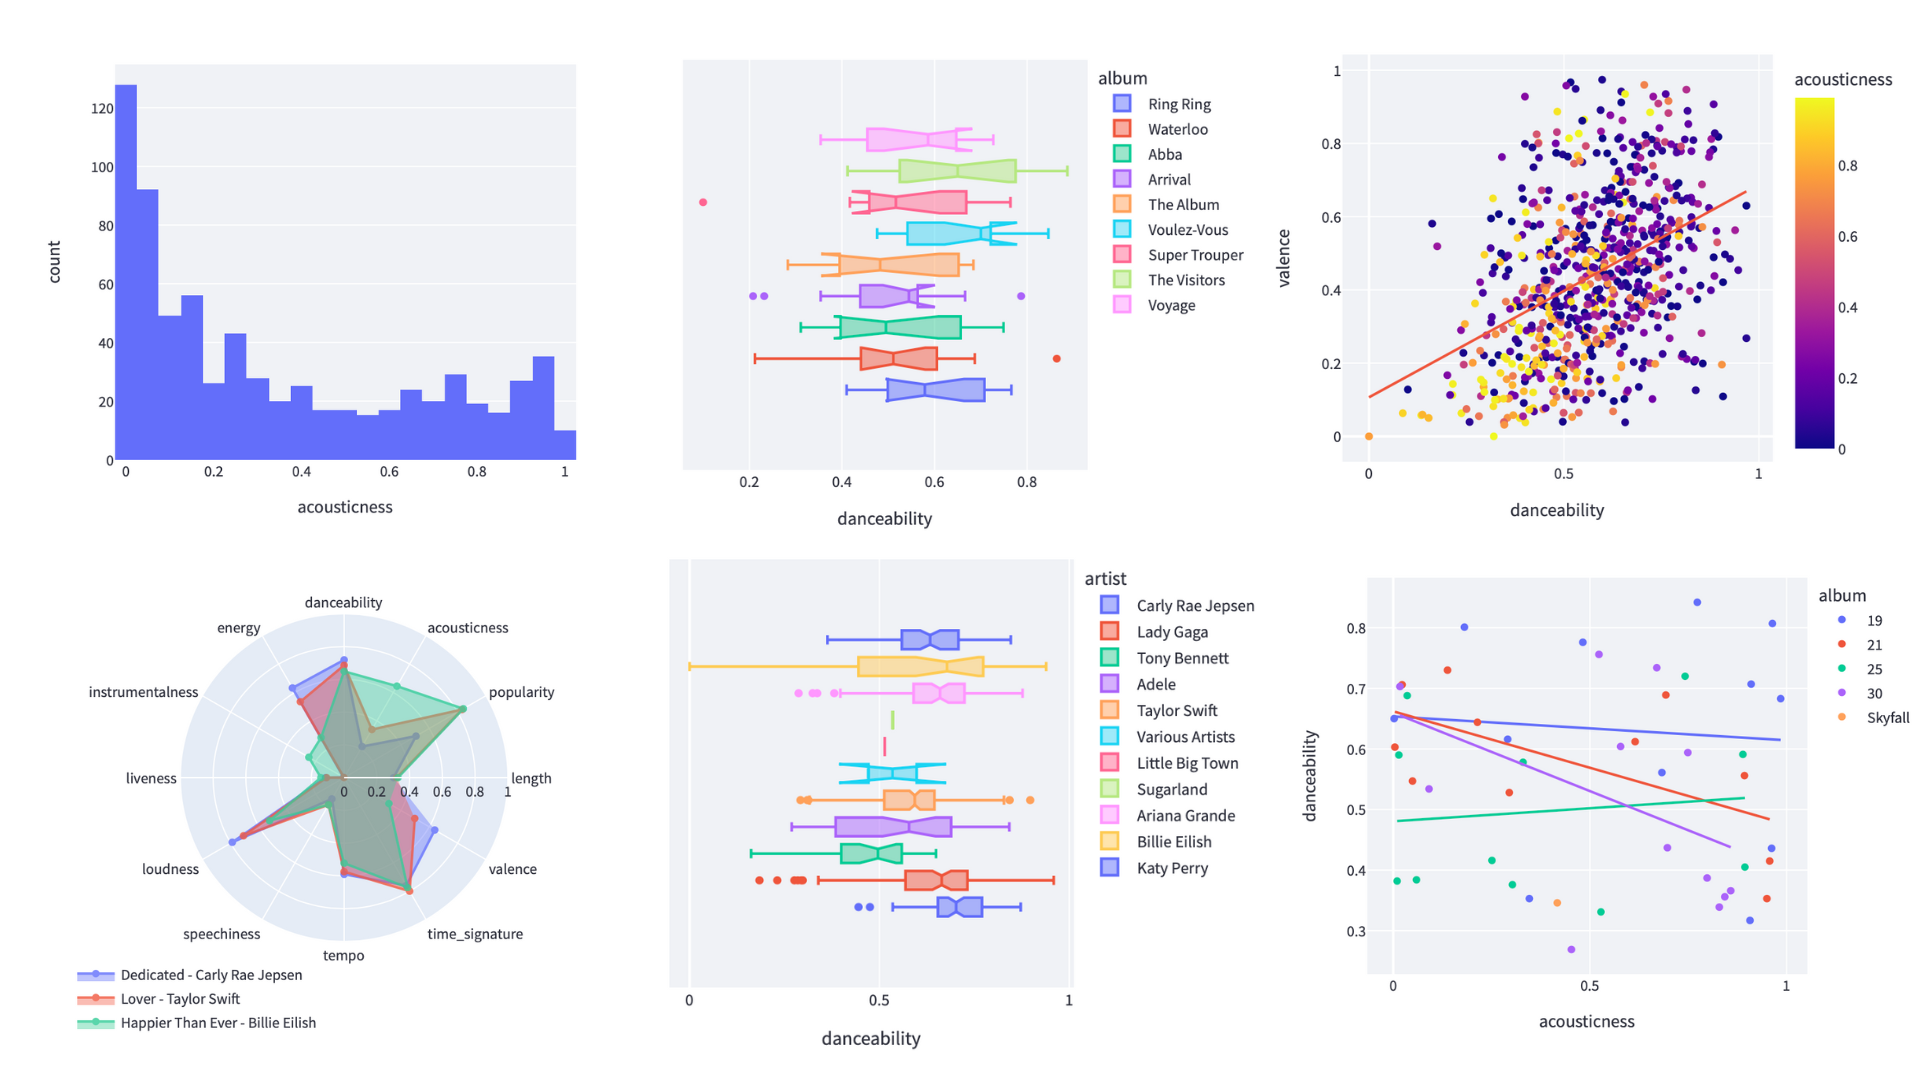 120
100
80
60
40
20
0
count
0 0.2 0.4 0.6 0.8 1
acousticness
album
Ring Ring
Waterloo
Abba
Arrival
The Album
Voulez-Vous
Super Trouper
The Visitors
Voyage
0.2 0.4 0.6 0.8
danceability
1
0.8
0.6
0.4
0.2
0
valence
0 0.5 1
danceability
acousticness
0.8
0.6
0.4
0.2
0
danceability
energy acousticness
instrumentalness popularity
liveness length
0 0.2 0.4 0.6 0.8 1
loudness valence
speechiness time_signature
tempo
Dedicated - Carly Rae Jepsen
Lover - Taylor Swift
Happier Than Ever - Billie Eilish
artist
Carly Rae Jepsen
Lady Gaga
Tony Bennett
Adele
Taylor Swift
Various Artists
Little Big Town
Sugarland
Ariana Grande
Billie Eilish
Katy Perry
0 0.5 1
danceability
album
19
21
25
30
Skyfall
0.8
0.7
0.6
0.5
0.4
0.3
danceability
0 0.5 1
acousticness